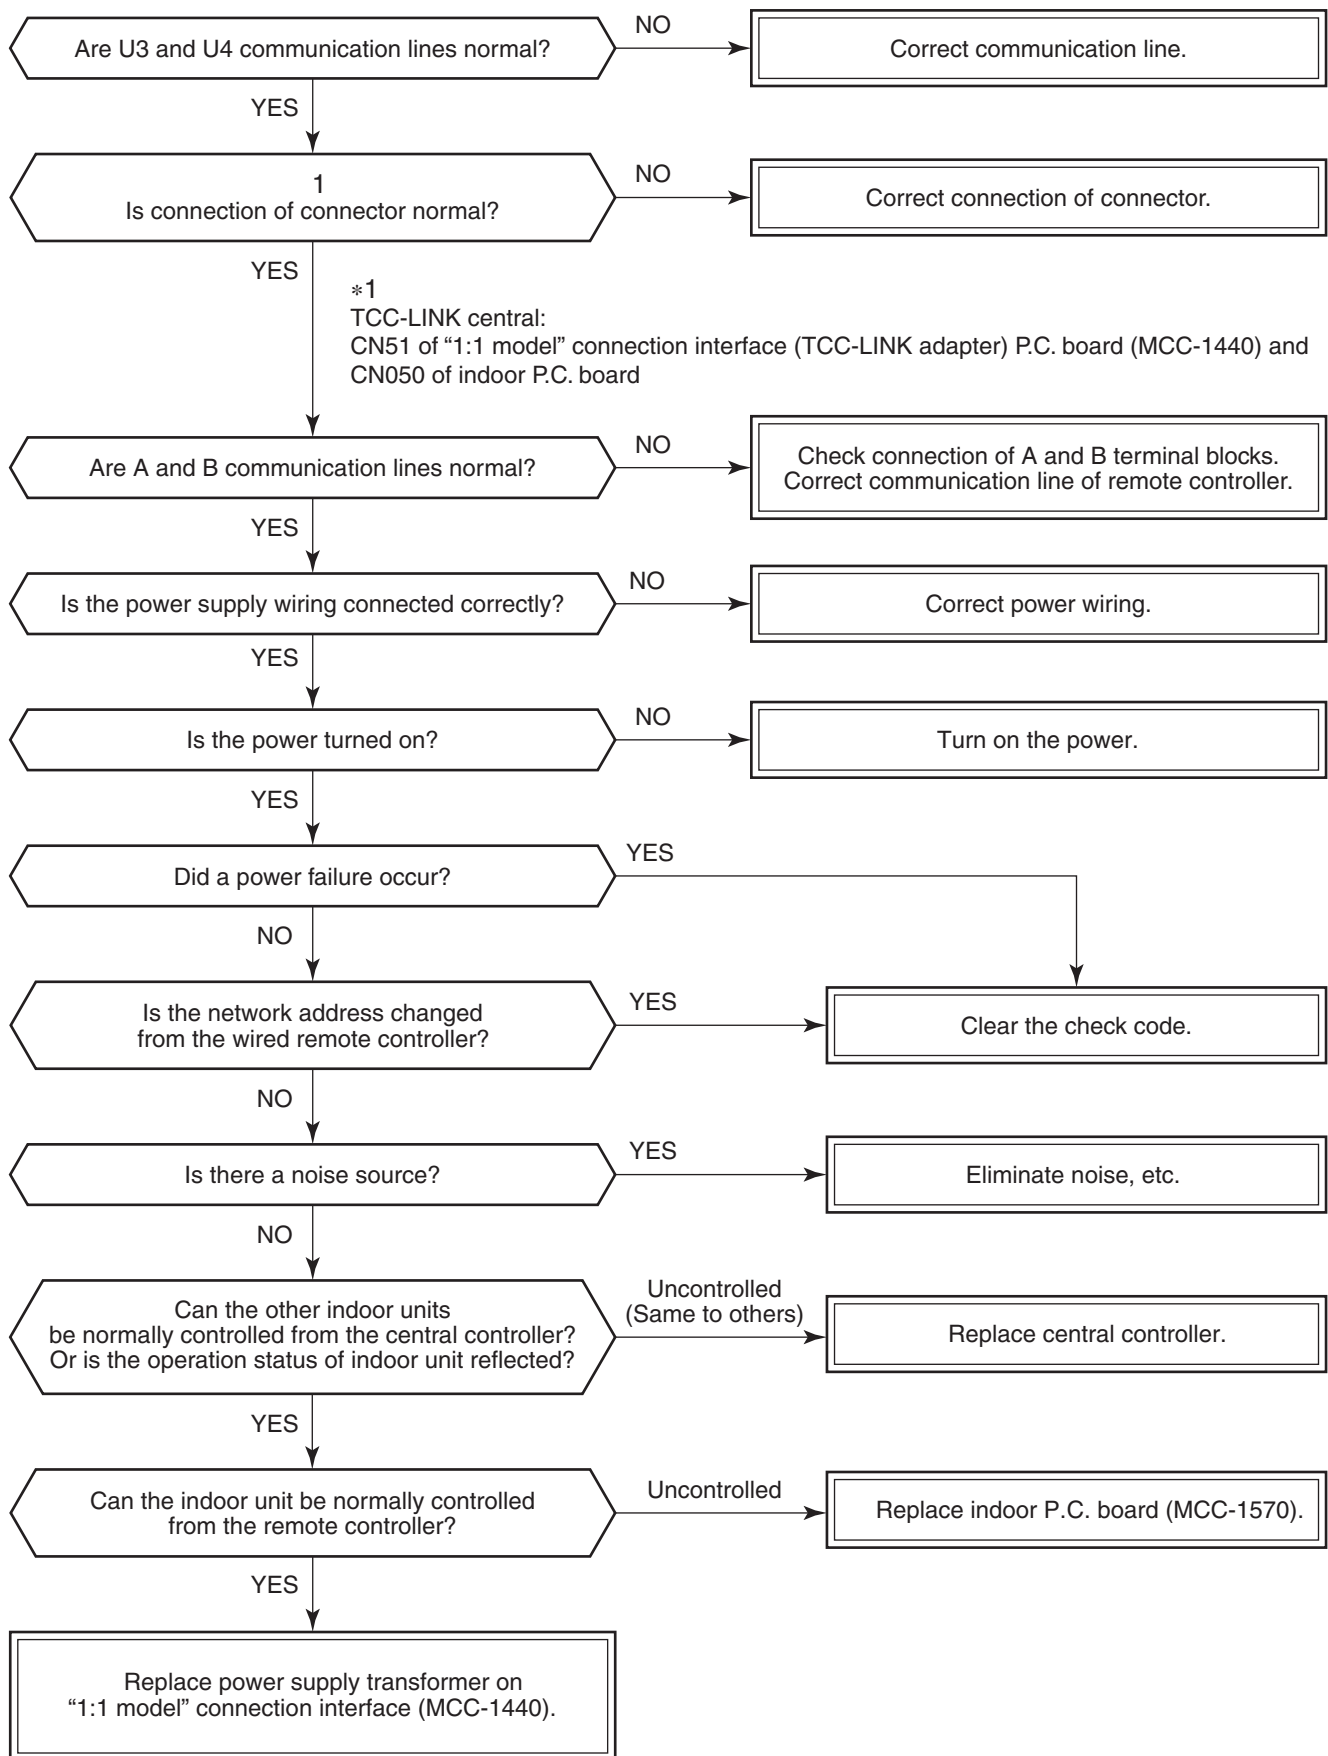 Are U3 and U4 communication lines normal?
NO
Correct communication line.
YES
1
Is connection of connector normal?
NO
Correct connection of connector.
YES
*1
TCC-LINK central:
CN51 of “1:1 model” connection interface (TCC-LINK adapter) P.C. board (MCC-1440) and
CN050 of indoor P.C. board
Are A and B communication lines normal?
NO
Check connection of A and B terminal blocks.
Correct communication line of remote controller.
YES
Is the power supply wiring connected correctly?
NO
Correct power wiring.
YES
Is the power turned on?
NO
Turn on the power.
YES
Did a power failure occur?
YES
NO
Is the network address changed
from the wired remote controller?
YES
Clear the check code.
NO
Is there a noise source?
YES
Eliminate noise, etc.
NO
Can the other indoor units
be normally controlled from the central controller?
Or is the operation status of indoor unit reflected?
Uncontrolled
(Same to others)
Replace central controller.
YES
Can the indoor unit be normally controlled
from the remote controller?
Uncontrolled
Replace indoor P.C. board (MCC-1570).
YES
Replace power supply transformer on
“1:1 model” connection interface (MCC-1440).